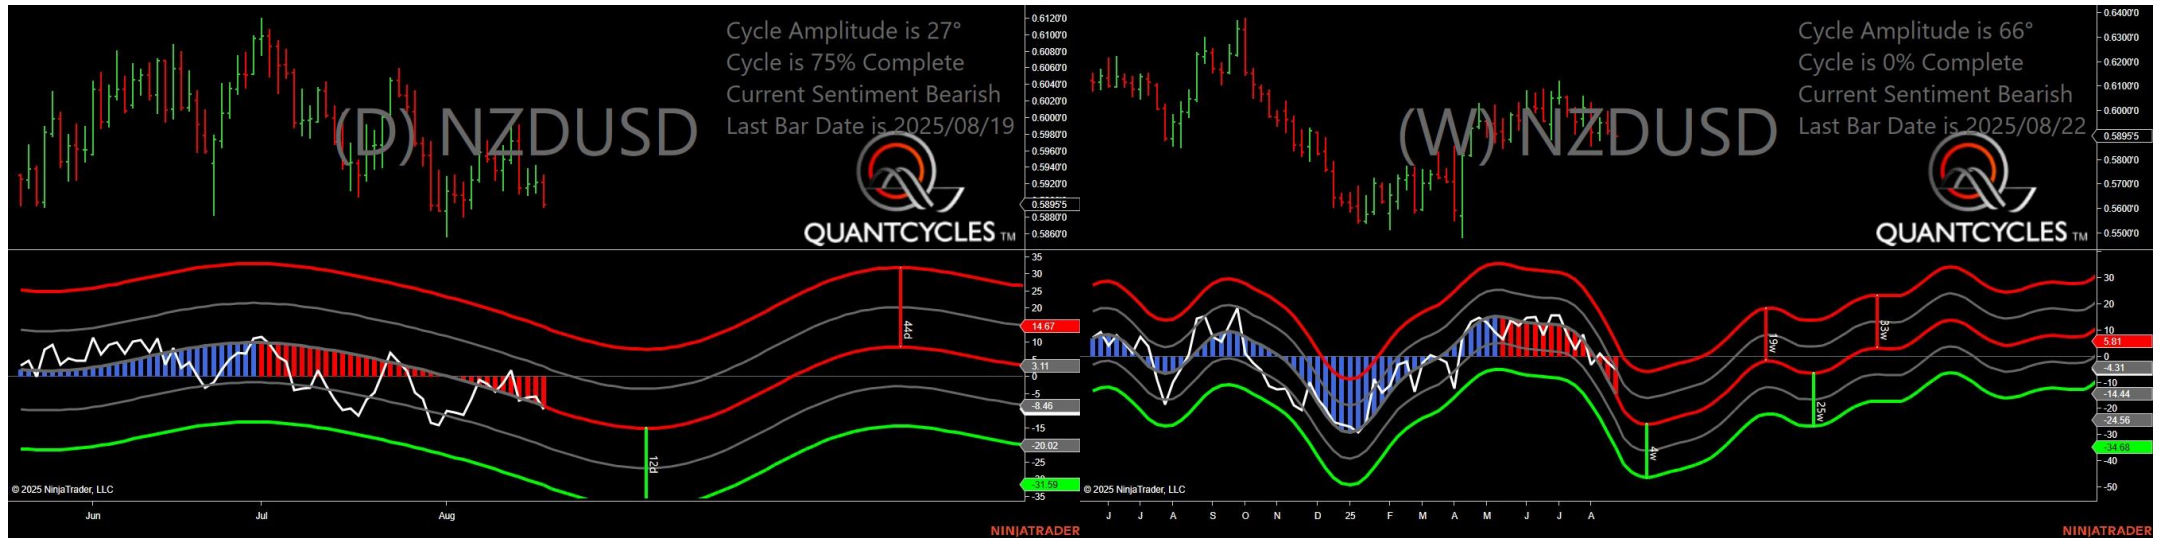 Cycle Amplitude is 27°
Cycle is 75% Complete
Current Sentiment Bearish
Last Bar Date is 2025/08/19
(D) NZDUSD
QUANTCYCLES TM
0.6120'0
0.6100'0
0.6080'0
0.6060'0
0.6040'0
0.6020'0
0.6000'0
0.5980'0
0.5960'0
0.5940'0
0.5920'0
0.5895'5
0.5880'0
0.5860'0
35
30
25
20
14.67
10
5
3.11
0
-5
-8.46
-15
-20.02
-25
-31.59
-35
44d
12d
© 2025 NinjaTrader, LLC
Jun Jul Aug
NINJATRADER
Cycle Amplitude is 66°
Cycle is 0% Complete
Current Sentiment Bearish
Last Bar Date is 2025/08/22
(W) NZDUSD
QUANTCYCLES TM
0.6400'0
0.6300'0
0.6200'0
0.6100'0
0.6000'0
0.5895'5
0.5800'0
0.5700'0
0.5600'0
0.5500'0
30
20
10
5.81
0
-4.31
-10
-14.44
-20
-24.56
-30
-34.68
-40
-50
19w
33w
25w
4w
© 2025 NinjaTrader, LLC
J J A S O N D 25 F M A M J J A
NINJATRADER